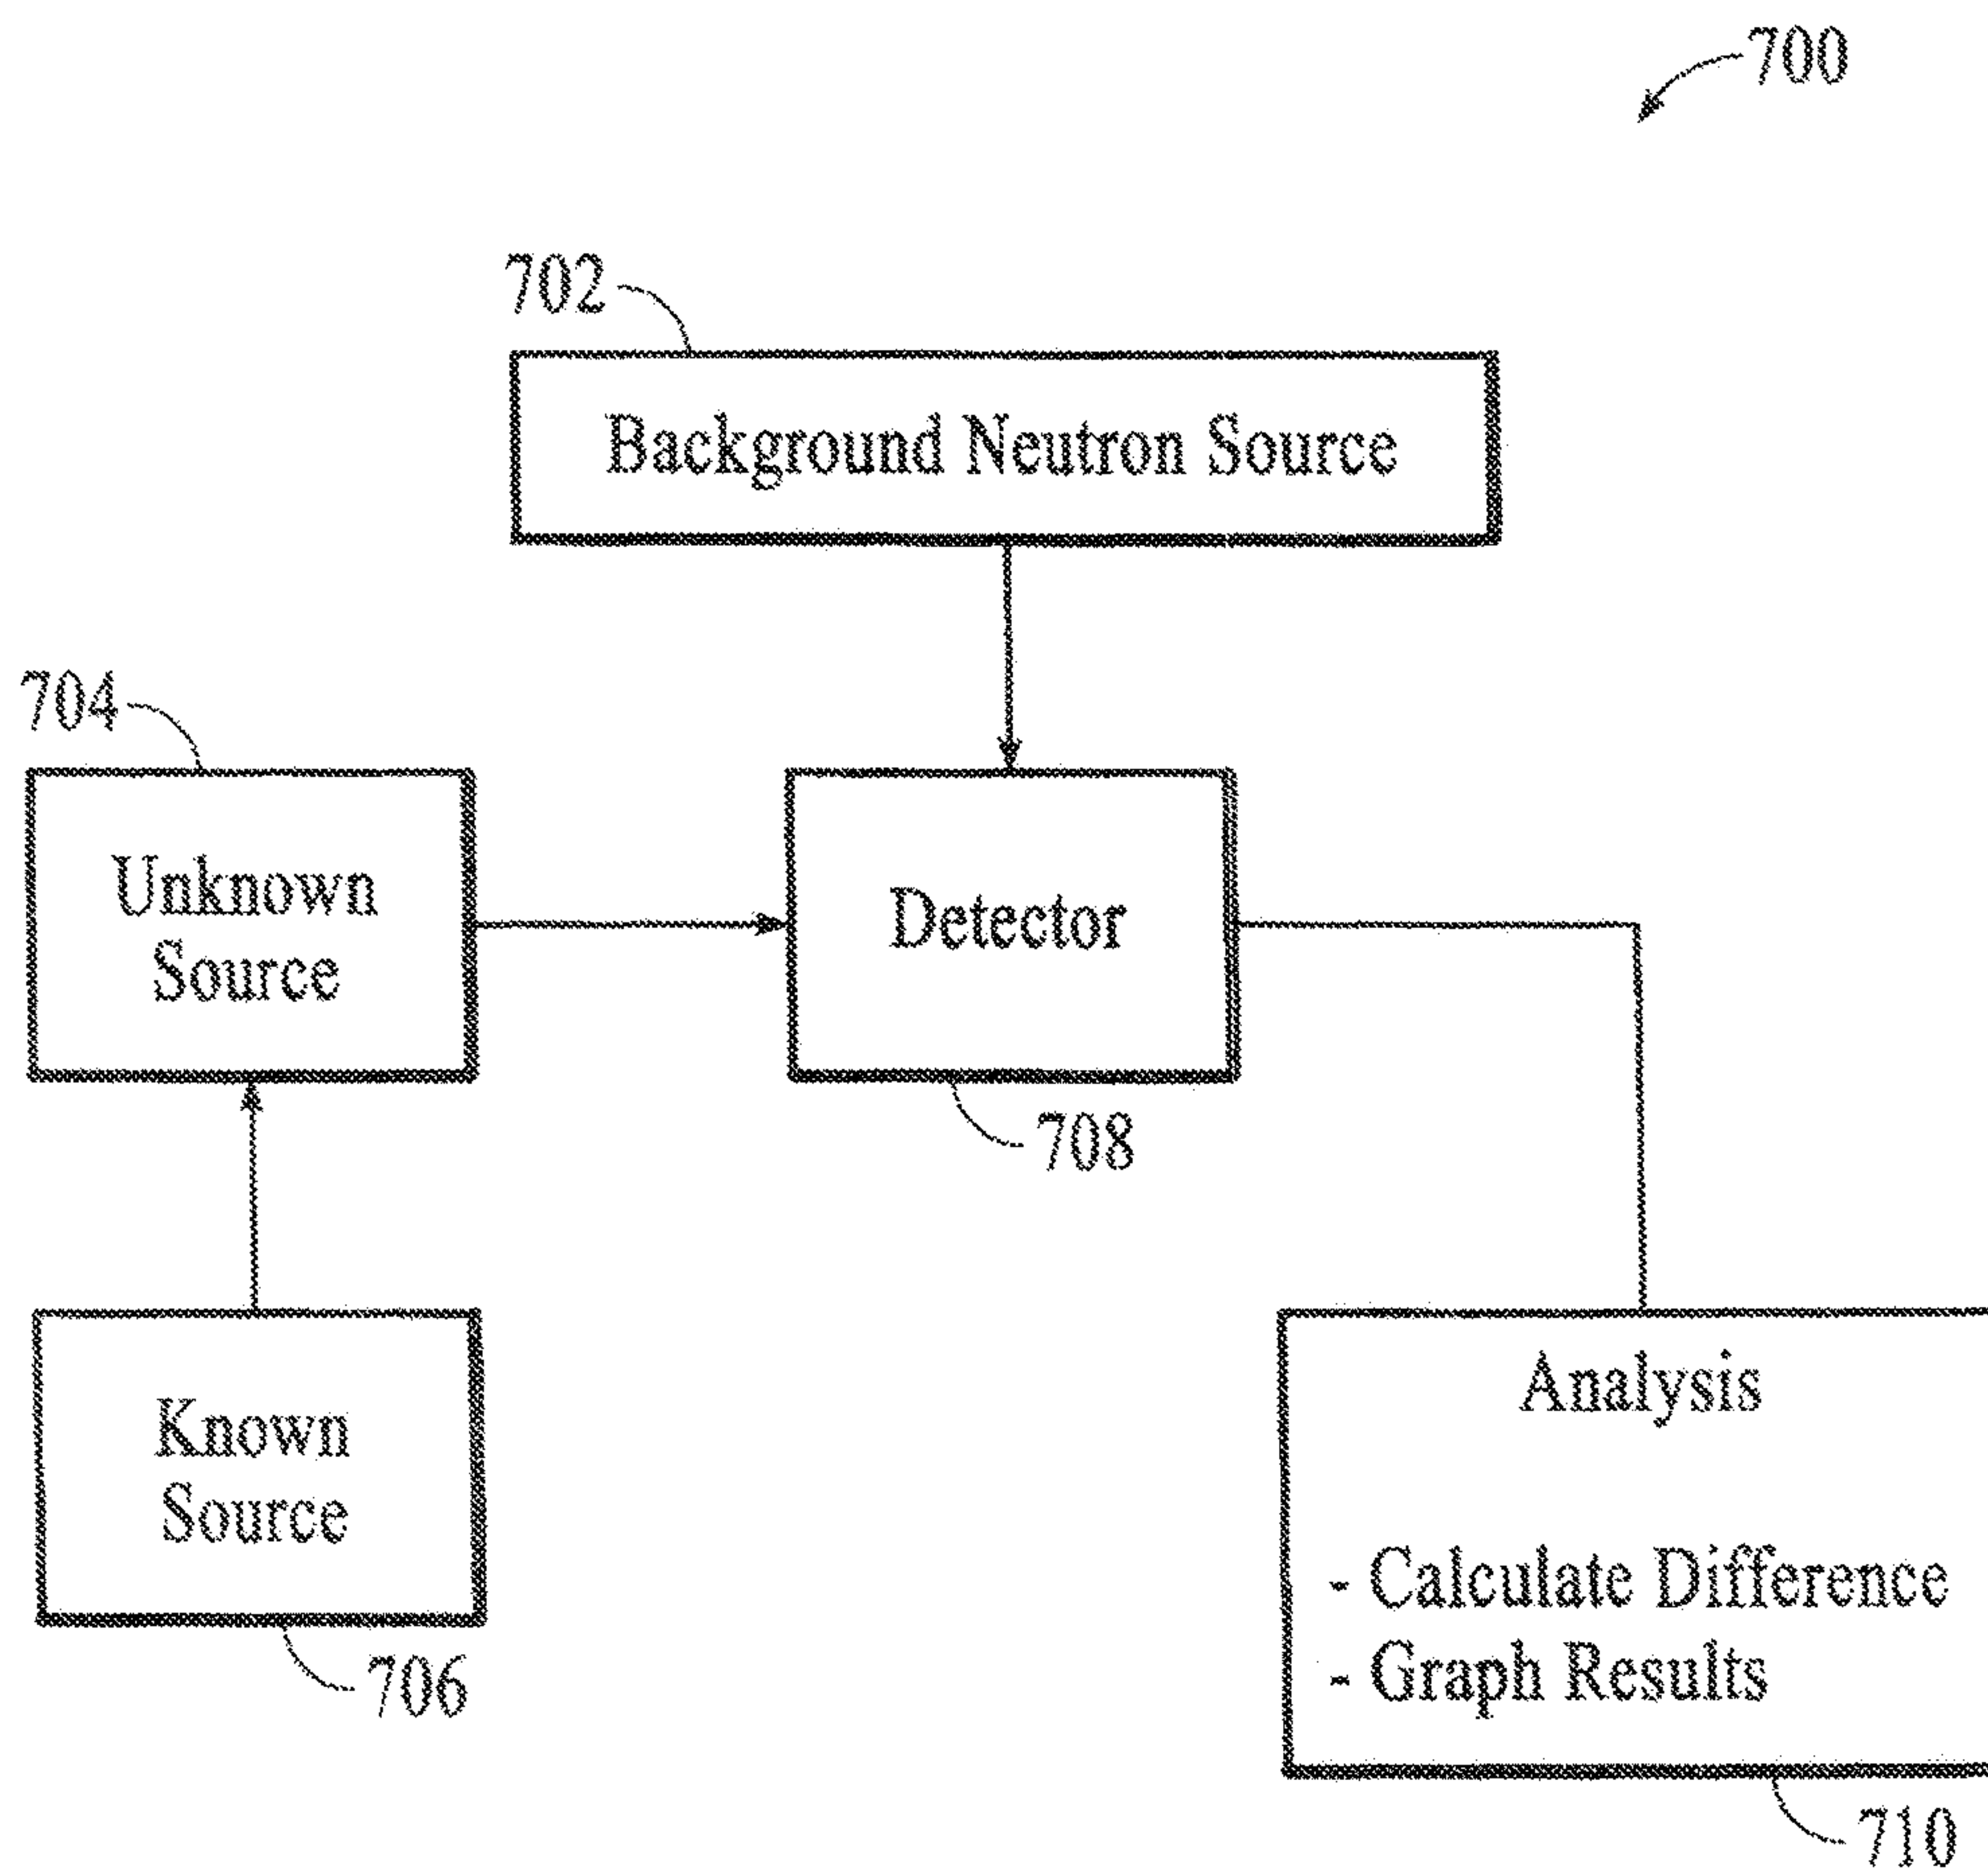 700
702
Background Neutron Source
704
Unknown
Source
Detector
708
Known
Source
706
Analysis
- Calculate Difference
- Graph Results
710